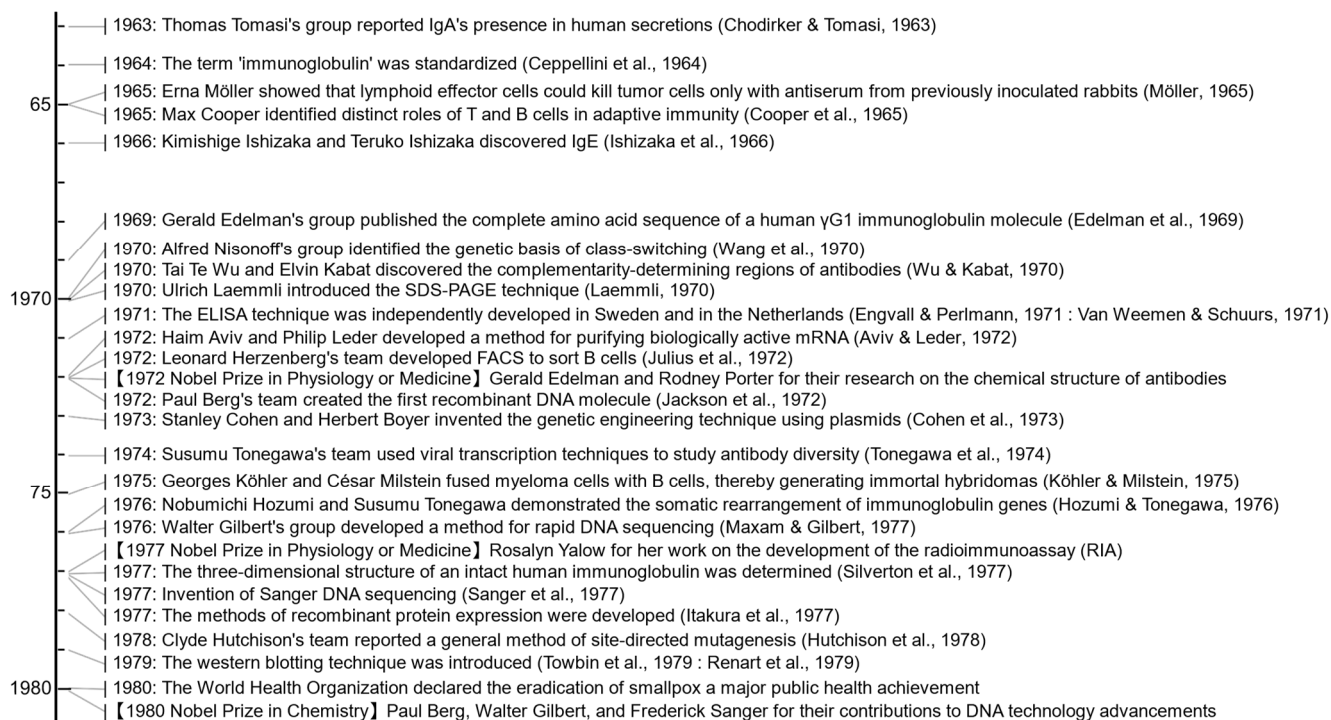 1963: Thomas Tomasi's group reported IgA's presence in human secretions (Chodirker & Tomasi, 1963)
1964: The term 'immunoglobulin' was standardized (Ceppellini et al., 1964)
1965: Erna Möller showed that lymphoid effector cells could kill tumor cells only with antiserum from previously inoculated rabbits (Möller, 1965)
65
1965: Max Cooper identified distinct roles of T and B cells in adaptive immunity (Cooper et al., 1965)
1966: Kimishige Ishizaka and Teruko Ishizaka discovered IgE (Ishizaka et al., 1966)
1969: Gerald Edelman's group published the complete amino acid sequence of a human γG1 immunoglobulin molecule (Edelman et al., 1969)
1970: Alfred Nisonoff's group identified the genetic basis of class-switching (Wang et al., 1970)
1970: Tai Te Wu and Elvin Kabat discovered the complementarity-determining regions of antibodies (Wu & Kabat, 1970)
1970: Ulrich Laemmli introduced the SDS-PAGE technique (Laemmli, 1970)
1970
1971: The ELISA technique was independently developed in Sweden and in the Netherlands (Engvall & Perlmann, 1971 : Van Weemen & Schuurs, 1971)
1972: Haim Aviv and Philip Leder developed a method for purifying biologically active mRNA (Aviv & Leder, 1972)
1972: Leonard Herzenberg's team developed FACS to sort B cells (Julius et al., 1972)
【1972 Nobel Prize in Physiology or Medicine】Gerald Edelman and Rodney Porter for their research on the chemical structure of antibodies
1972: Paul Berg's team created the first recombinant DNA molecule (Jackson et al., 1972)
1973: Stanley Cohen and Herbert Boyer invented the genetic engineering technique using plasmids (Cohen et al., 1973)
1974: Susumu Tonegawa's team used viral transcription techniques to study antibody diversity (Tonegawa et al., 1974)
1975: Georges Köhler and César Milstein fused myeloma cells with B cells, thereby generating immortal hybridomas (Köhler & Milstein, 1975)
75
1976: Nobumichi Hozumi and Susumu Tonegawa demonstrated the somatic rearrangement of immunoglobulin genes (Hozumi & Tonegawa, 1976)
1976: Walter Gilbert's group developed a method for rapid DNA sequencing (Maxam & Gilbert, 1977)
【1977 Nobel Prize in Physiology or Medicine】Rosalyn Yalow for her work on the development of the radioimmunoassay (RIA)
1977: The three-dimensional structure of an intact human immunoglobulin was determined (Silverton et al., 1977)
1977: Invention of Sanger DNA sequencing (Sanger et al., 1977)
1977: The methods of recombinant protein expression were developed (Itakura et al., 1977)
1978: Clyde Hutchison's team reported a general method of site-directed mutagenesis (Hutchison et al., 1978)
1979: The western blotting technique was introduced (Towbin et al., 1979 : Renart et al., 1979)
1980
1980: The World Health Organization declared the eradication of smallpox a major public health achievement
【1980 Nobel Prize in Chemistry】Paul Berg, Walter Gilbert, and Frederick Sanger for their contributions to DNA technology advancements